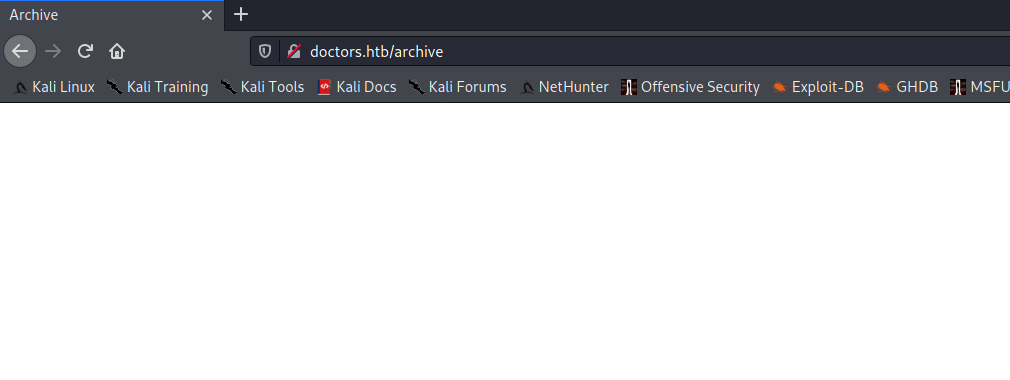 Archive
doctors.htb/archive
Kali Linux Kali Training Kali Tools Kali Docs Kali Forums NetHunter Offensive Security Exploit-DB GHDB MSFU